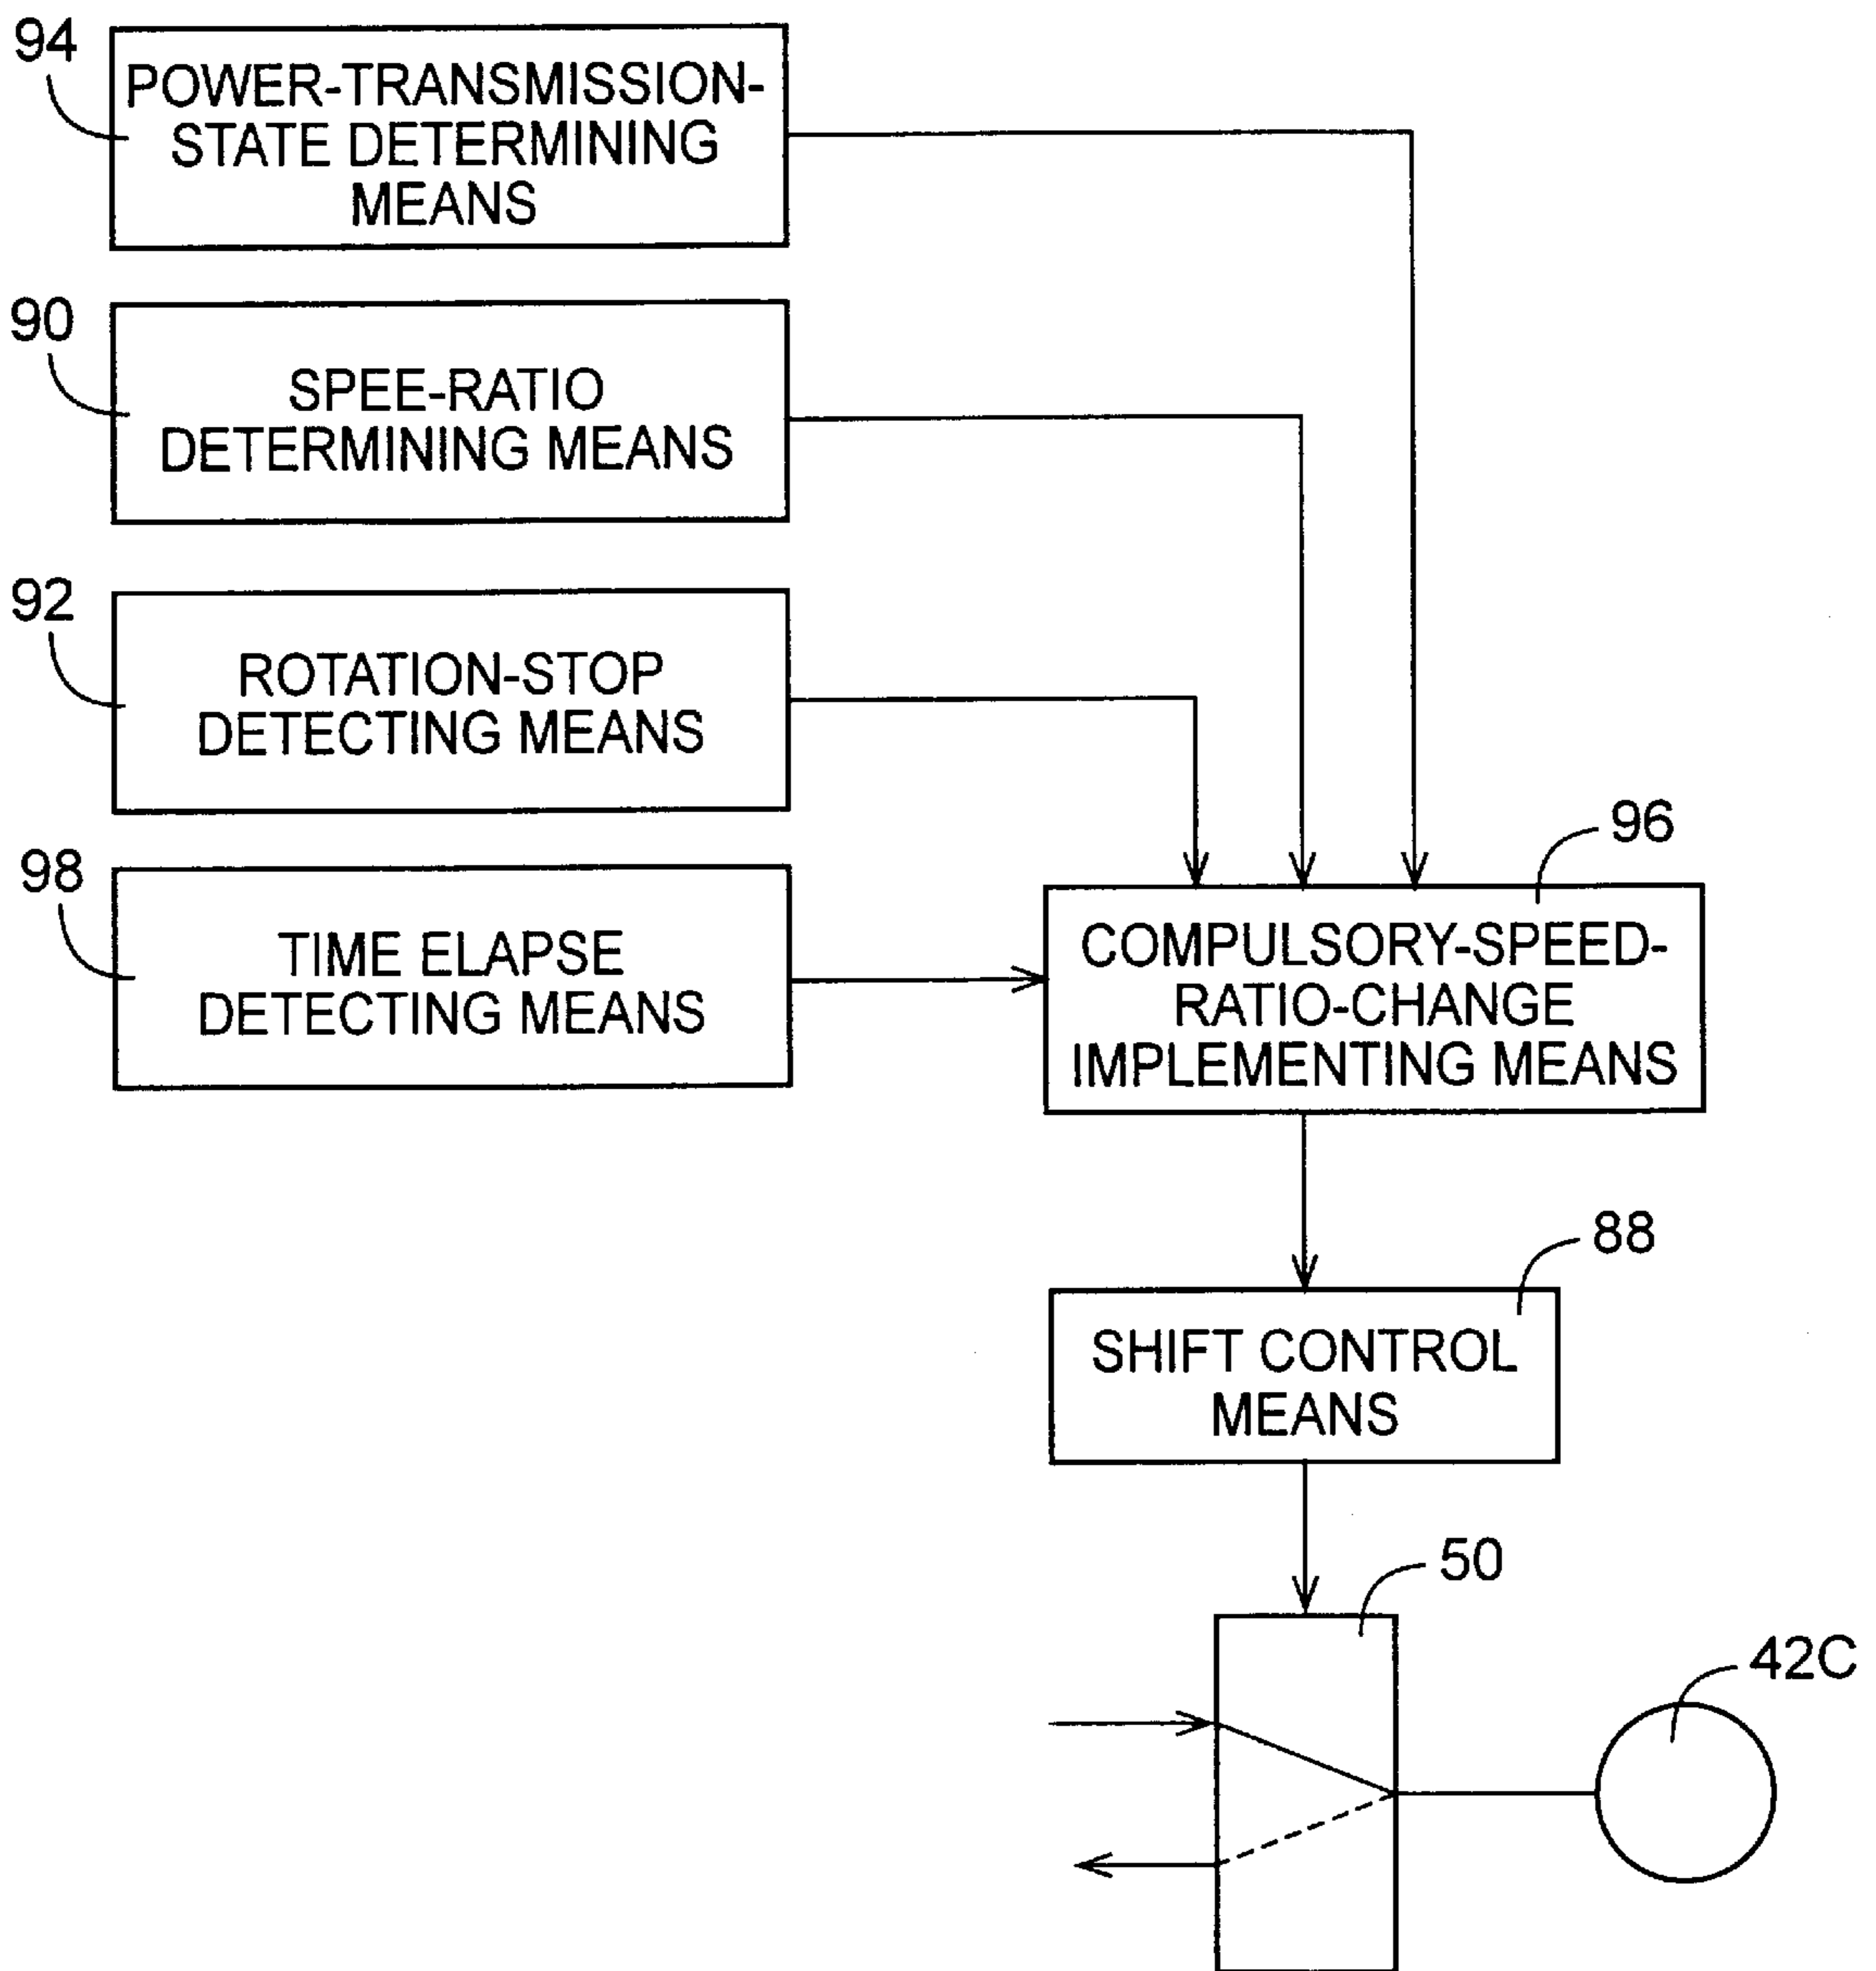 94
POWER-TRANSMISSION-
STATE DETERMINING
MEANS
90
SPEE-RATIO
DETERMINING MEANS
92
ROTATION-STOP
DETECTING MEANS
98
TIME ELAPSE
DETECTING MEANS
96
COMPULSORY-SPEED-
RATIO-CHANGE
IMPLEMENTING MEANS
88
SHIFT CONTROL
MEANS
50
42C